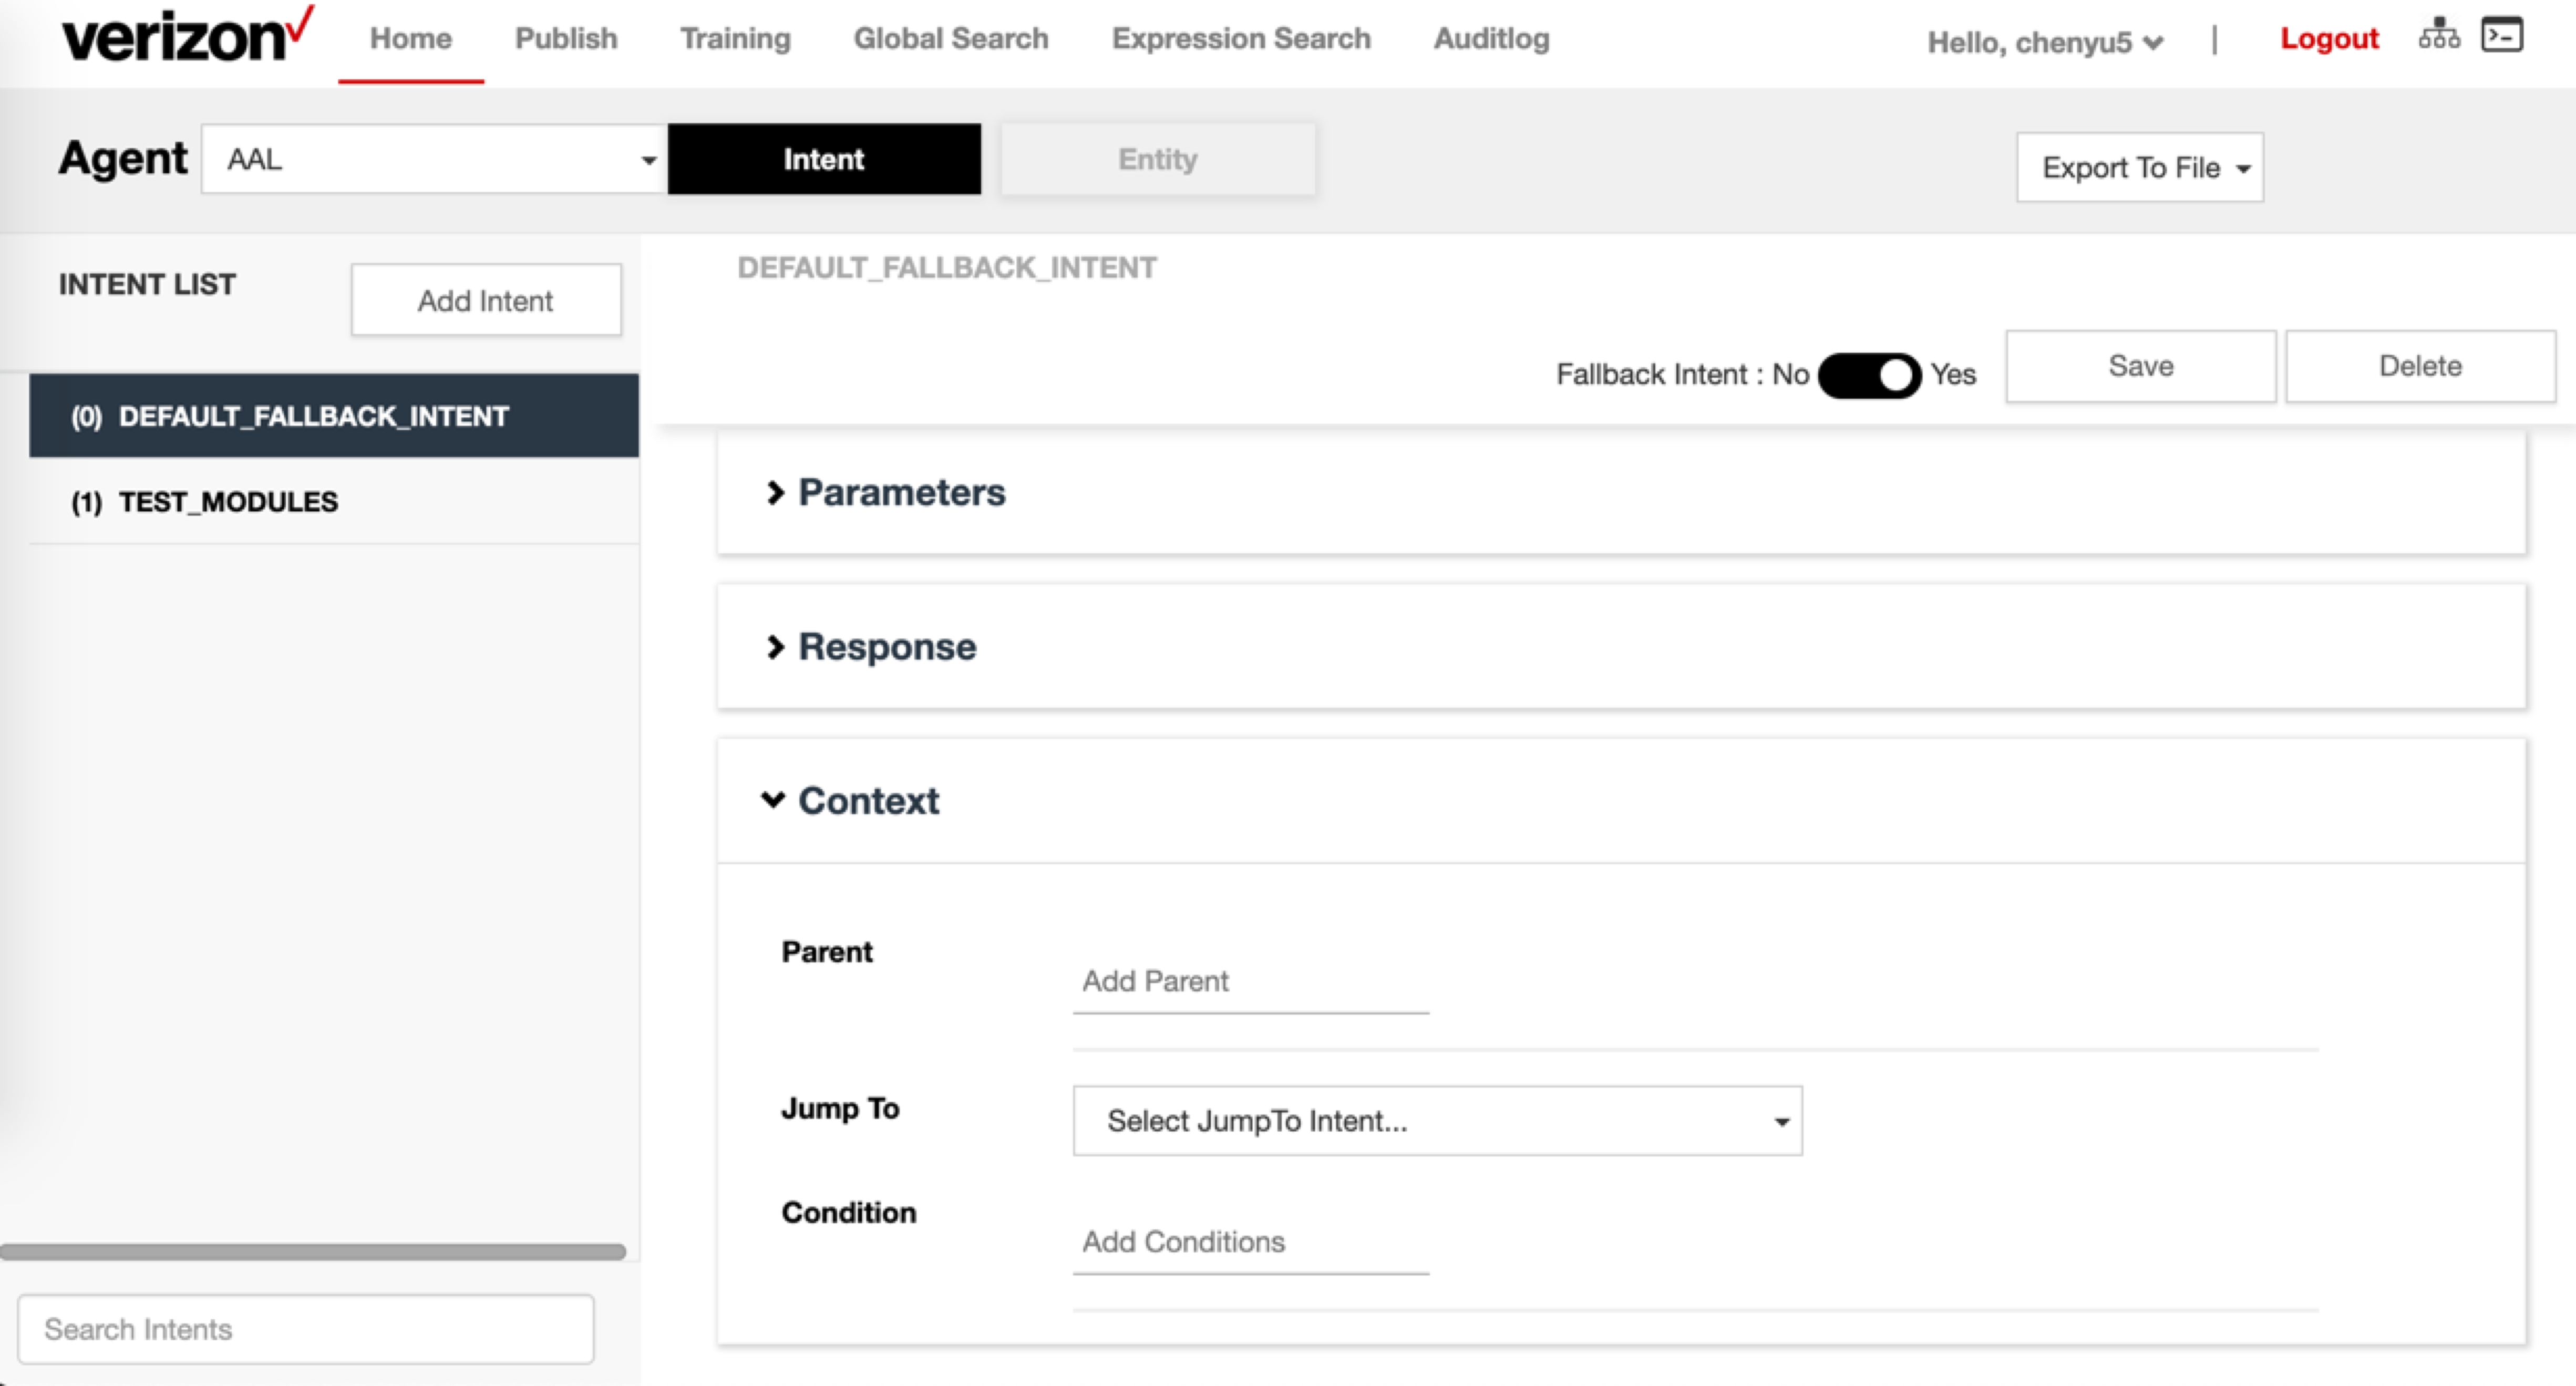 verizon
Home Publish Training Global Search Expression Search Auditlog Hello, chenyu5 | Logout
Agent AAL Intent Entity Export To File
INTENT LIST Add Intent
(0) DEFAULT_FALLBACK_INTENT
(1) TEST_MODULES
Search Intents
DEFAULT_FALLBACK_INTENT
Fallback Intent : No Yes Save Delete
Parameters
Response
Context
Parent
Add Parent
Jump To
Select JumpTo Intent...
Condition
Add Conditions